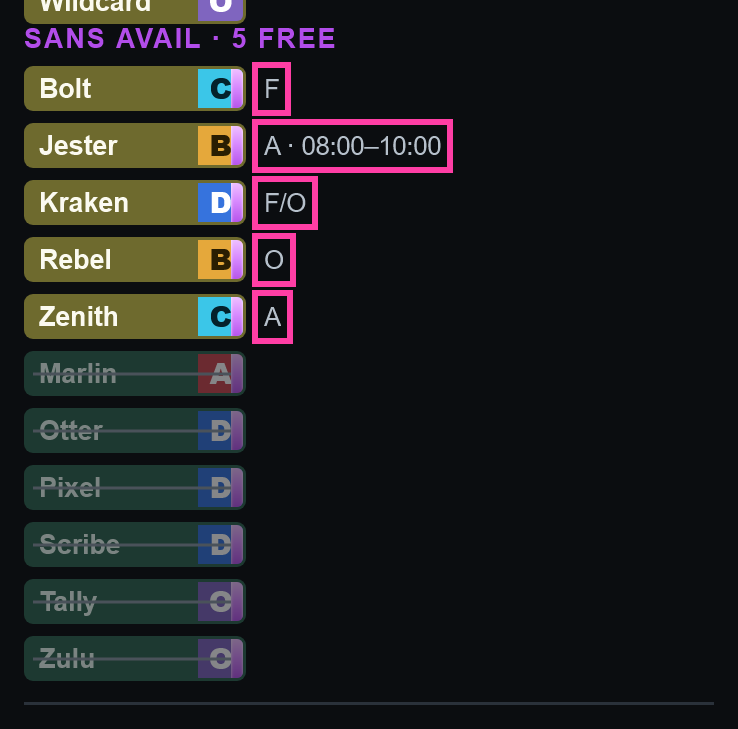 Wildcard O
SANS AVAIL · 5 FREE
Bolt C F
Jester B A · 08:00–10:00
Kraken D F/O
Rebel B O
Zenith C A
Marlin A
Otter D
Pixel D
Scribe D
Tally O
Zulu O